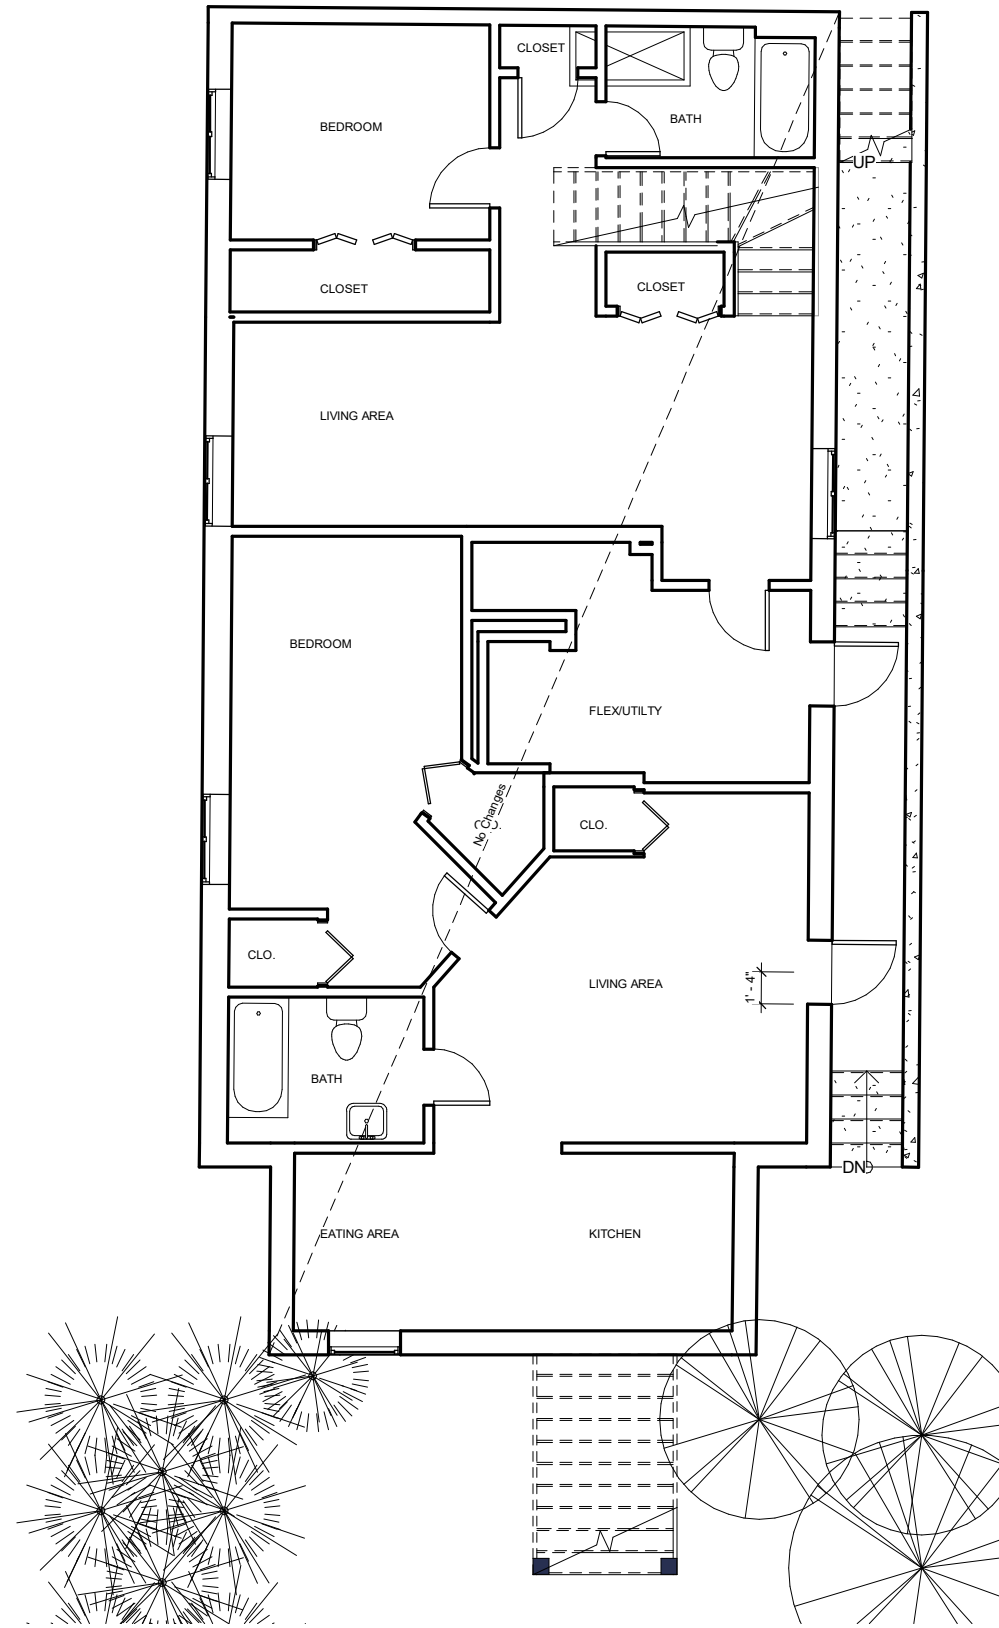 CLOSET
BEDROOM
BATH
UP
CLOSET
CLOSET
LIVING AREA
BEDROOM
FLEX/UTILTY
No Changes
CLO.
CLO.
LIVING AREA
1' - 4"
BATH
DN
EATING AREA
KITCHEN